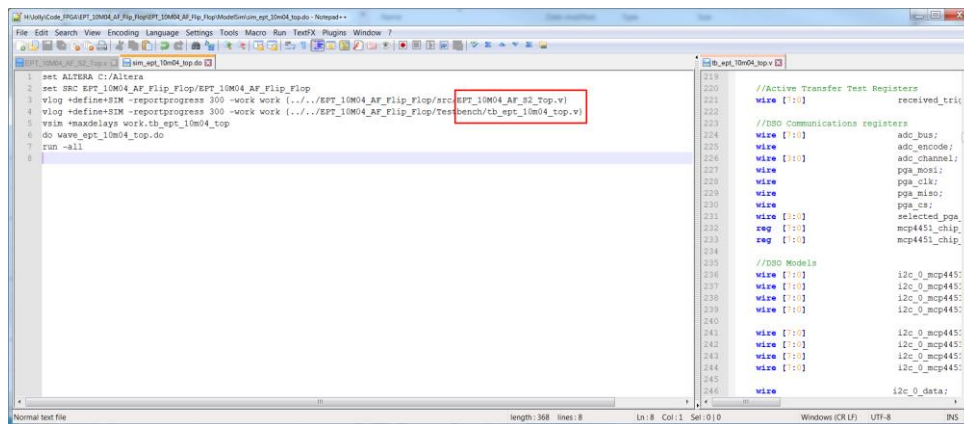 H:\Jolly\Code_FPGA\EPT_10M04_AF_Flip_Flop\EPT_10M04_AF_Flip_Flop\ModelSim\sim_ept_10m04_top.do - Notepad++
File Edit Search View Encoding Language Settings Tools Macro Run TextFX Plugins Window ?
EPT_10M04_AF_S2_Top.v
sim_ept_10m04_top.do
1 set ALTERA C:/Altera
2 set SRC EPT_10M04_AF_Flip_Flop/EPT_10M04_AF_Flip_Flop
3 vlog +define+SIM -reportprogress 300 -work work {../../EPT_10M04_AF_Flip_Flop/src/EPT_10M04_AF_S2_Top.v}
4 vlog +define+SIM -reportprogress 300 -work work {../../EPT_10M04_AF_Flip_Flop/Testbench/tb_ept_10m04_top.v}
5 vsim +maxdelays work.tb_ept_10m04_top
6 do wave_ept_10m04_top.do
7 run -all
8
tb_ept_10m04_top.v
219
220 //Active Transfer Test Registers
221 wire [7:0] received_trig
222
223 //DSO Communications registers
224 wire [7:0] adc_bus;
225 wire adc_encode;
226 wire [3:0] adc_channel;
227 wire pga_mosi;
228 wire pga_clk;
229 wire pga_miso;
230 wire pga_cs;
231 wire [3:0] selected_pga_
232 reg [7:0] mcp4451_chip_
233 reg [7:0] mcp4451_chip_
234
235 //DSO Models
236 wire [7:0] i2c_0_mcp445
237 wire [7:0] i2c_0_mcp445
238 wire [7:0] i2c_0_mcp445
239 wire [7:0] i2c_0_mcp445
240
241 wire [7:0] i2c_0_mcp445
242 wire [7:0] i2c_0_mcp445
243 wire [7:0] i2c_0_mcp445
244 wire [7:0] i2c_0_mcp445
245
246 wire i2c_0_data;
Normal text file length : 368 lines : 8 Ln : 8 Col : 1 Sel : 0 | 0 Windows (CR LF) UTF-8 INS